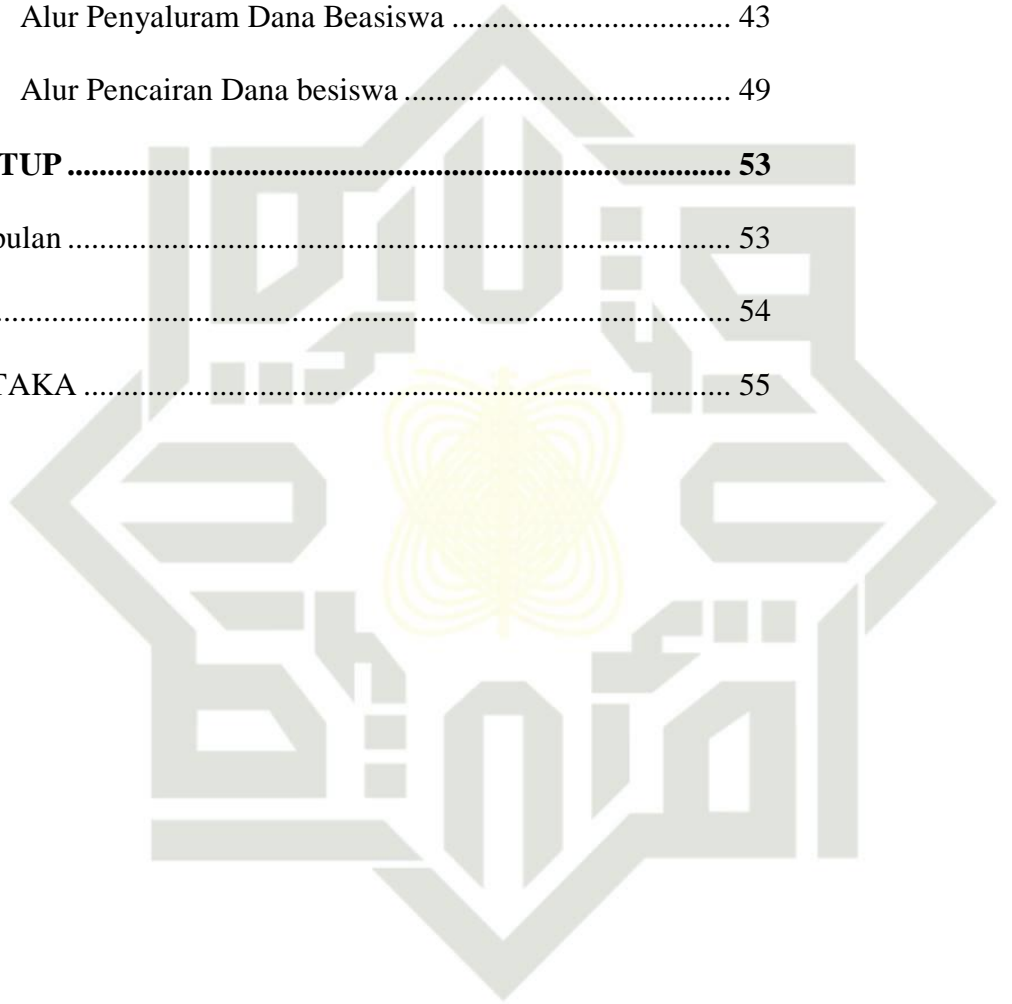 Alur Penyaluram Dana Beasiswa .................................. 43
Alur Pencairan Dana besiswa ........................................ 49
TUP .................................................................................... 53
pulan .................................................................................... 53
............................................................................................. 54
TAKA .................................................................................. 55